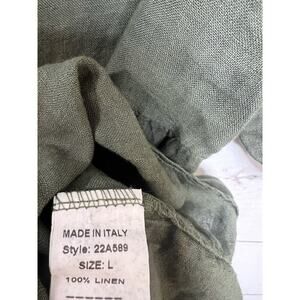 MADE IN ITALY
Style: 22A589
SIZE: L
100% LINEN